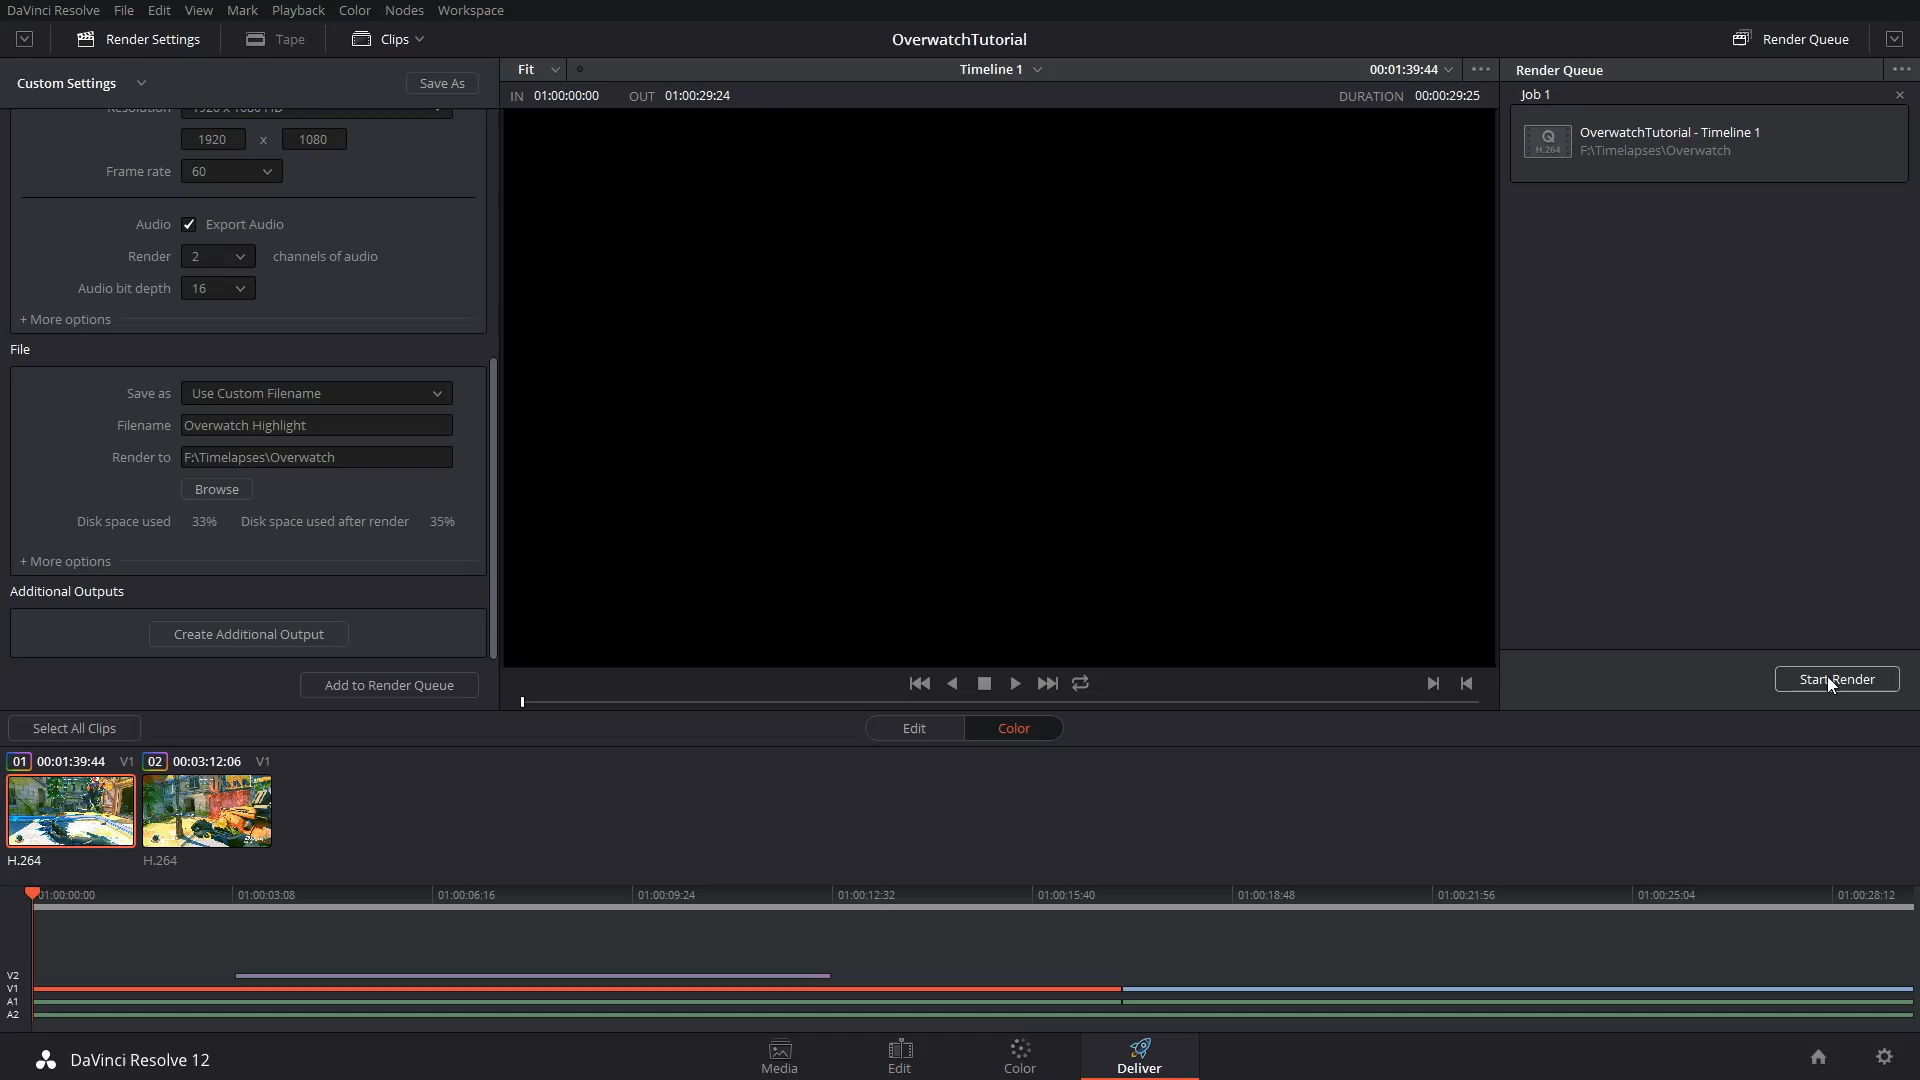 DaVinci Resolve File Edit View Mark Playback Color Nodes Workspace
Render Settings Tape Clips OverwatchTutorial Render Queue
Custom Settings Save As Fit Timeline 1 00:01:39:44 Render Queue
IN 01:00:00:00 OUT 01:00:29:24 DURATION 00:00:29:25 Job 1
Resolution 1920 x 1080 HD
1920 x 1080
OverwatchTutorial - Timeline 1
Q H.264
F:\Timelapses\Overwatch
Frame rate 60
Audio Export Audio
Render 2 channels of audio
Audio bit depth 16
+ More options
File
Save as Use Custom Filename
Filename Overwatch Highlight
Render to F:\Timelapses\Overwatch
Browse
Disk space used 33% Disk space used after render 35%
+ More options
Additional Outputs
Create Additional Output
Add to Render Queue Start Render
Select All Clips Edit Color
01 00:01:39:44 V1 02 00:03:12:06 V1
H.264 H.264
01:00:00:00 01:00:03:08 01:00:06:16 01:00:09:24 01:00:12:32 01:00:15:40 01:00:18:48 01:00:21:56 01:00:25:04 01:00:28:12
V2
V1
A1
A2
DaVinci Resolve 12 Media Edit Color Deliver